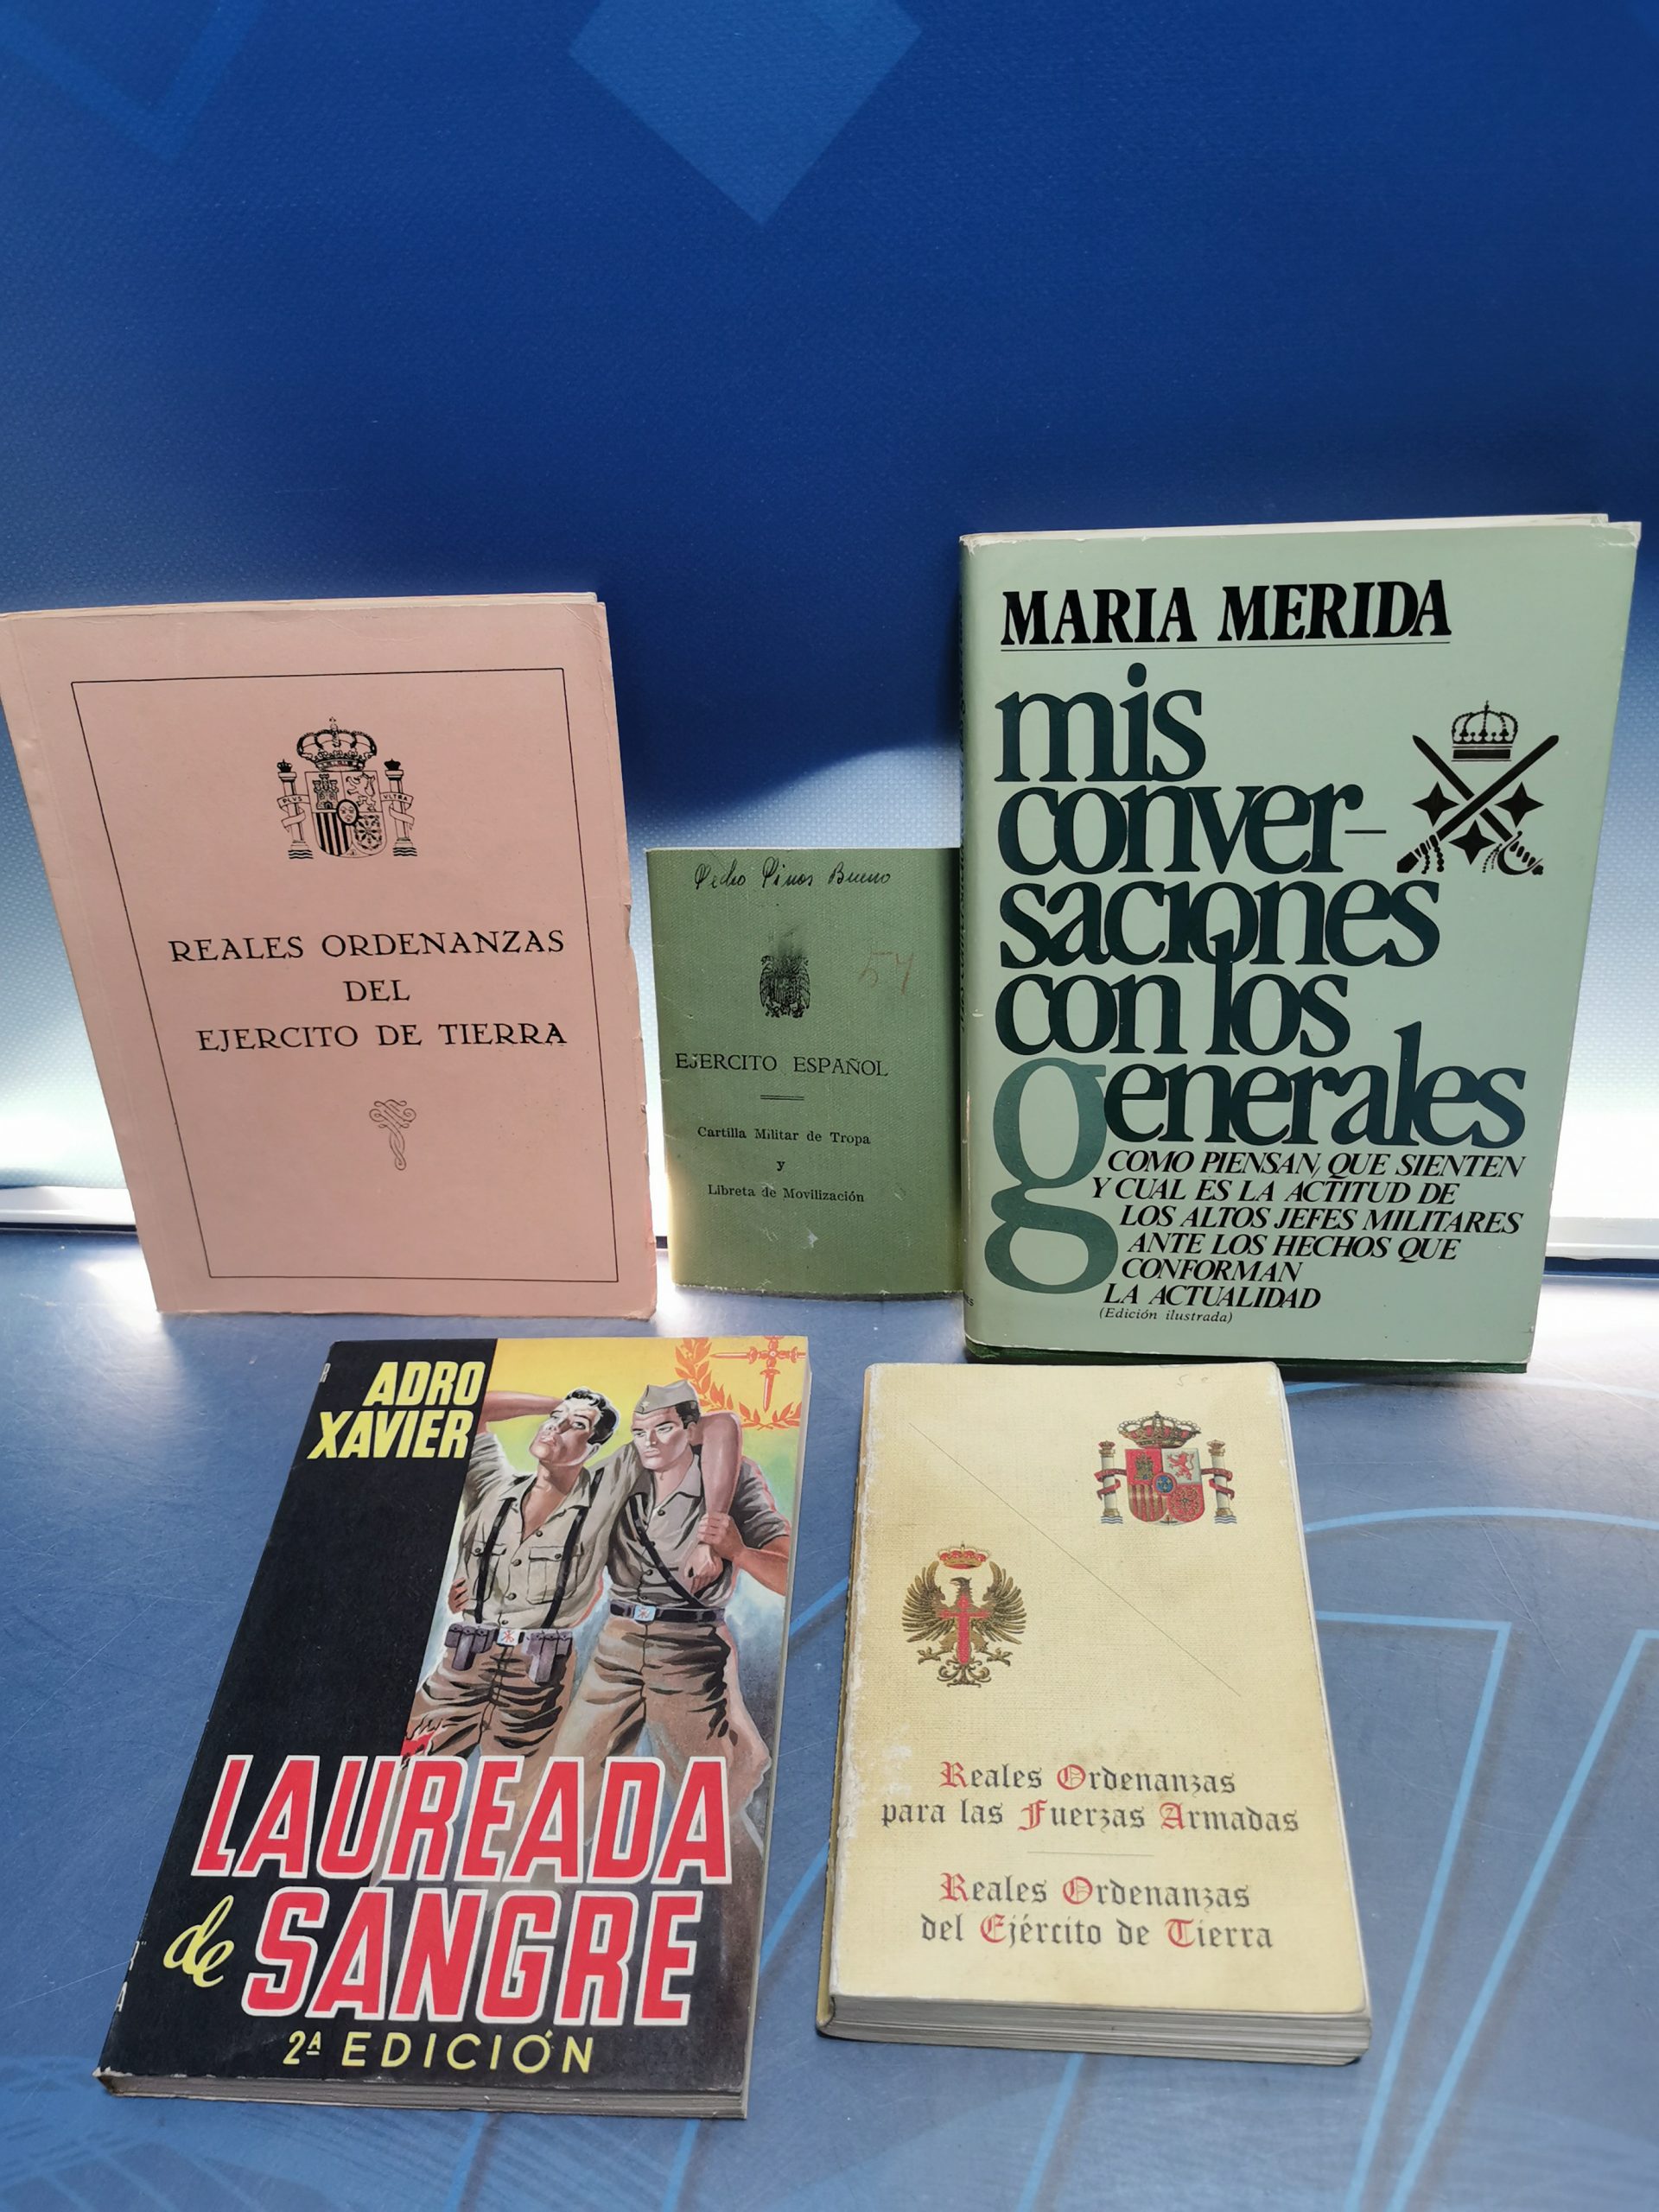 REALES ORDENANZAS
DEL
EJERCITO DE TIERRA
PLUS
ULTRA
Pedro Pinos Bueno
54
EJERCITO ESPAÑOL
Cartilla Militar de Tropa
y
Libreta de Movilización
MARIA MERIDA
mis
conver-
saciones
con los
generales
COMO PIENSAN, QUE SIENTEN
Y CUAL ES LA ACTITUD DE
LOS ALTOS JEFES MILITARES
ANTE LOS HECHOS QUE
CONFORMAN
LA ACTUALIDAD
(Edición ilustrada)
ADRO
XAVIER
LAUREADA
de SANGRE
2ª EDICIÓN
Reales Ordenanzas
para las Fuerzas Armadas
Reales Ordenanzas
del Ejército de Tierra